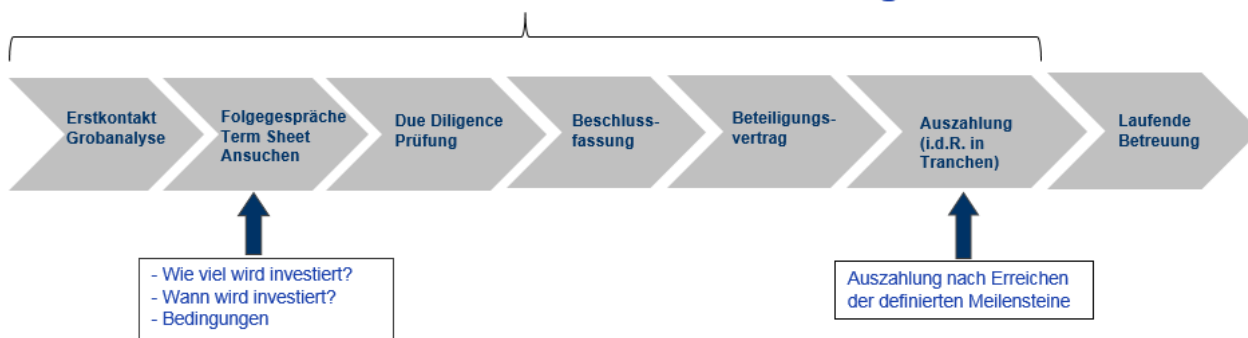 Erstkontakt
Grobanalyse
Folgegespräche
Term Sheet
Ansuchen
Due Diligence
Prüfung
Beschluss-
fassung
Beteiligungs-
vertrag
Auszahlung
(i.d.R. in
Tranchen)
Laufende
Betreuung
- Wie viel wird investiert?
- Wann wird investiert?
- Bedingungen
Auszahlung nach Erreichen
der definierten Meilensteine